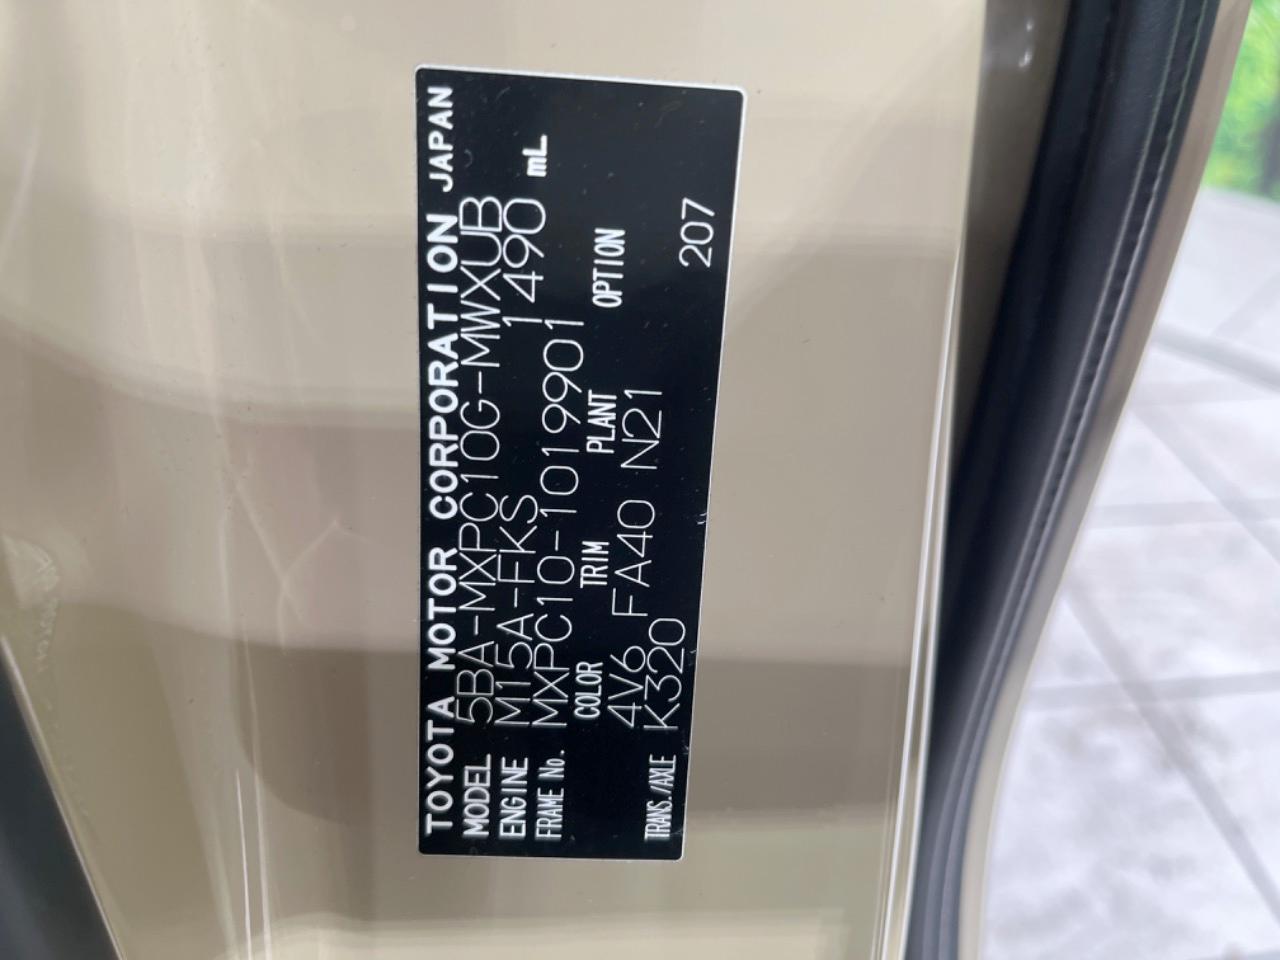 TOYOTA MOTOR CORPORATION JAPAN
MODEL 5BA-MXPC10G-MWXUB
ENGINE M15A-FKS 1490 mL
FRAME No. MXPC10-1019901
COLOR TRIM PLANT OPTION
4V6 FA40 N21
TRANS./AXLE K320 207